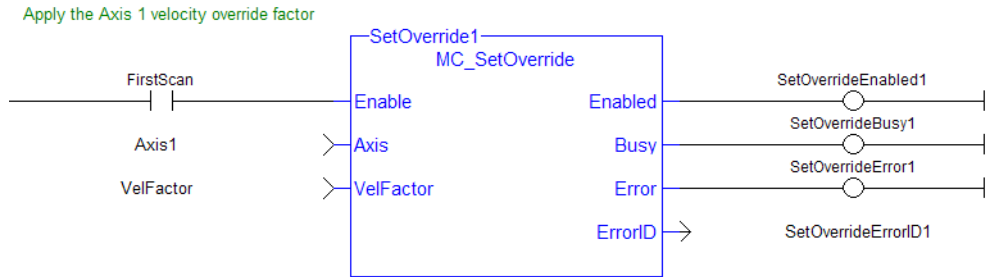 Apply the Axis 1 velocity override factor
SetOverride1
MC_SetOverride
FirstScan
Enable
Enabled
SetOverrideEnabled1
Axis1
Axis
Busy
SetOverrideBusy1
VelFactor
VelFactor
Error
SetOverrideError1
ErrorID
SetOverrideErrorID1